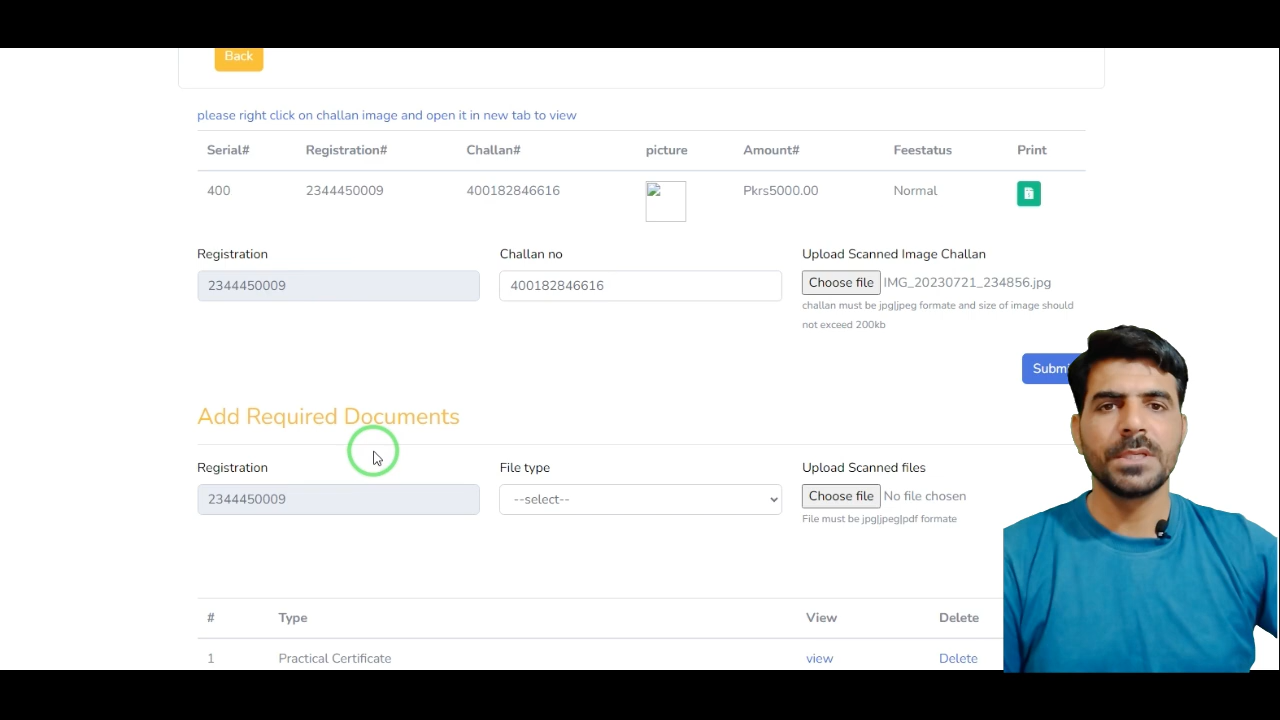 Back
please right click on challan image and open it in new tab to view
Serial# Registration# Challan# picture Amount# Feestatus Print
400 2344450009 400182846616 Pkrs5000.00 Normal
Registration Challan no Upload Scanned Image Challan
2344450009 400182846616 Choose file IMG_20230721_234856.jpg
challan must be jpg|jpeg formate and size of image should
not exceed 200kb
Submi
Add Required Documents
Registration File type Upload Scanned files
2344450009 --select-- Choose file No file chosen
File must be jpg|jpeg|pdf formate
# Type View Delete
1 Practical Certificate view Delete